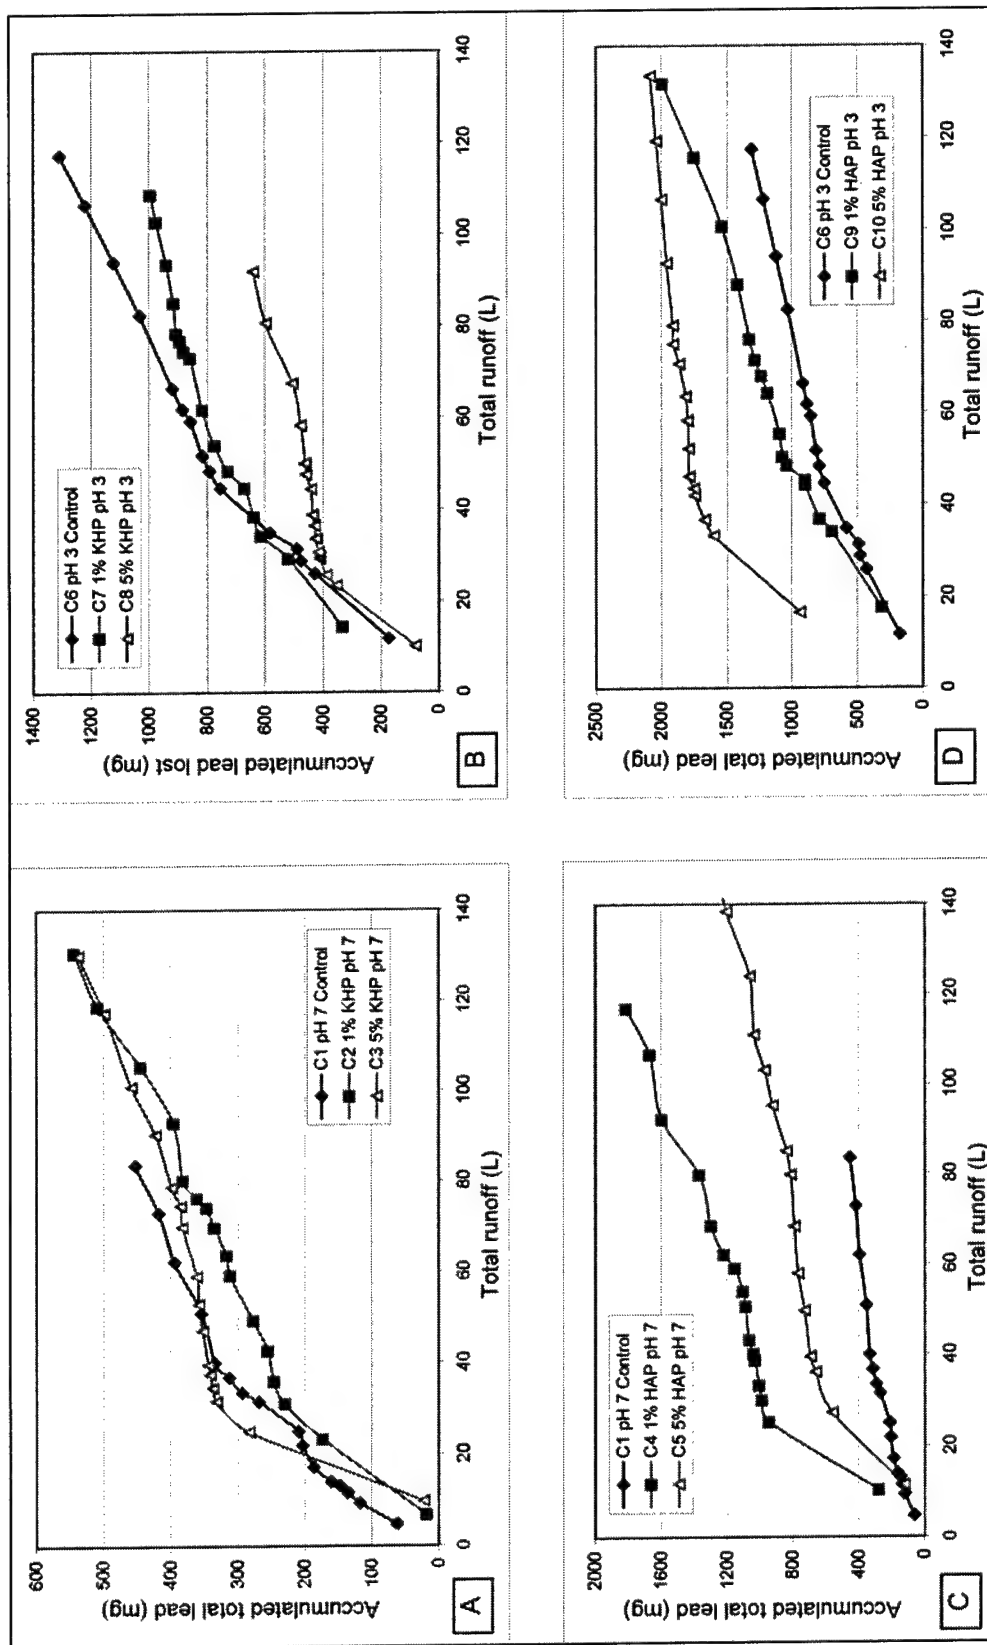 A
Accumulated total lead (mg)
600
500
400
300
200
100
0
0
20
40
60
80
100
120
140
Total runoff (L)
C1 pH 7 Control
C2 1% KHP pH 7
C3 5% KHP pH 7
B
Accumulated lead lost (mg)
1400
1200
1000
800
600
400
200
0
0
20
40
60
80
100
120
140
Total runoff (L)
C6 pH 3 Control
C7 1% KHP pH 3
C8 5% KHP pH 3
C
Accumulated total lead (mg)
2000
1600
1200
800
400
0
0
20
40
60
80
100
120
140
Total runoff (L)
C1 pH 7 Control
C4 1% HAP pH 7
C5 5% HAP pH 7
D
Accumulated total lead (mg)
2500
2000
1500
1000
500
0
0
20
40
60
80
100
120
140
Total runoff (L)
C6 pH 3 Control
C9 1% HAP pH 3
C10 5% HAP pH 3